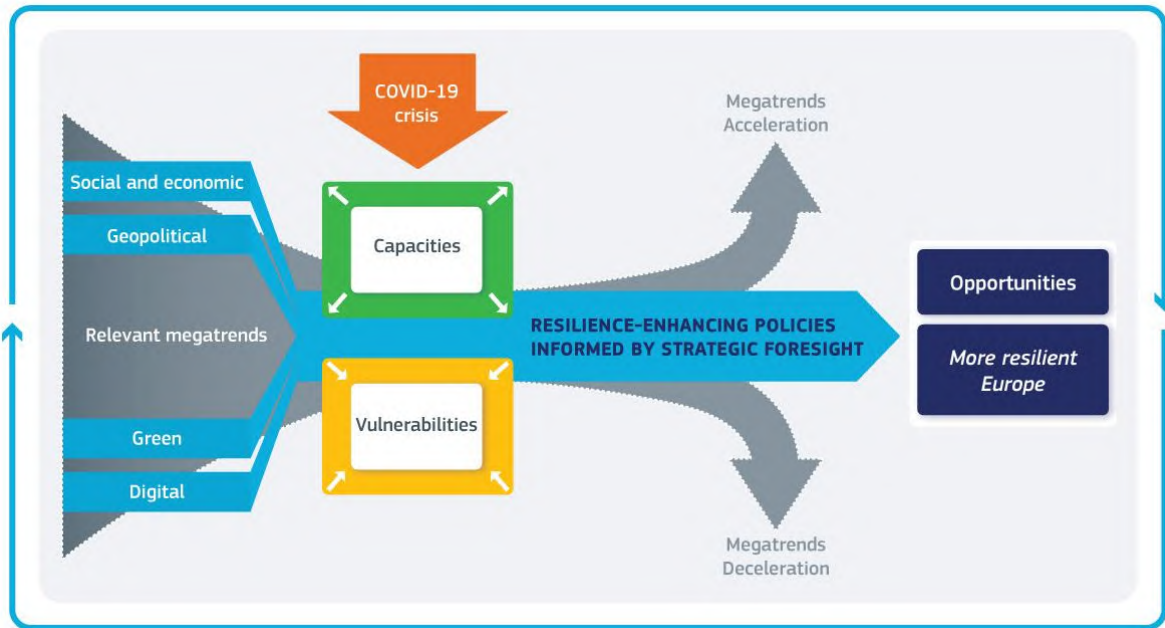 COVID-19
crisis
Megatrends
Acceleration
Social and economic
Geopolitical
Capacities
Relevant megatrends
RESILIENCE-ENHANCING POLICIES
INFORMED BY STRATEGIC FORESIGHT
Opportunities
More resilient
Europe
Vulnerabilities
Green
Digital
Megatrends
Deceleration